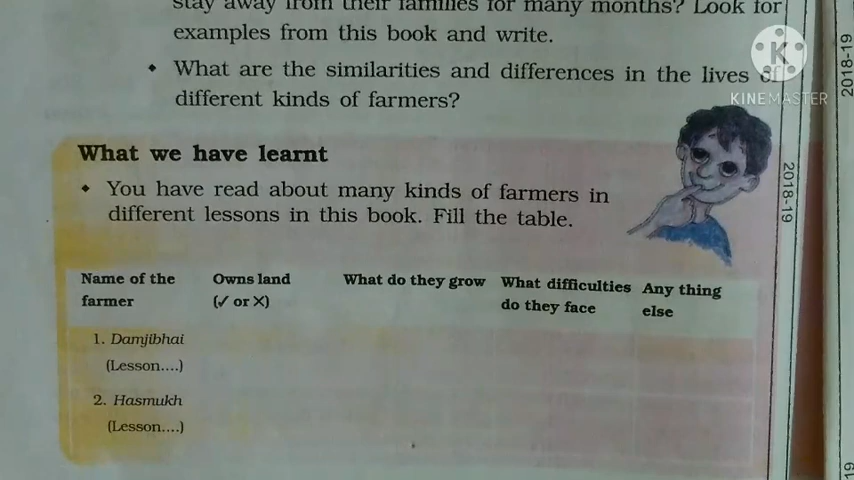 stay away from their families for many months? Look for
examples from this book and write.
• What are the similarities and differences in the lives of
different kinds of farmers?
KINEMASTER
What we have learnt
• You have read about many kinds of farmers in
different lessons in this book. Fill the table.
Name of the farmer
Owns land (✓ or ✗)
What do they grow
What difficulties do they face
Any thing else
1. Damjibhai
(Lesson....)
2. Hasmukh
(Lesson....)
2018-19
2018-19
19